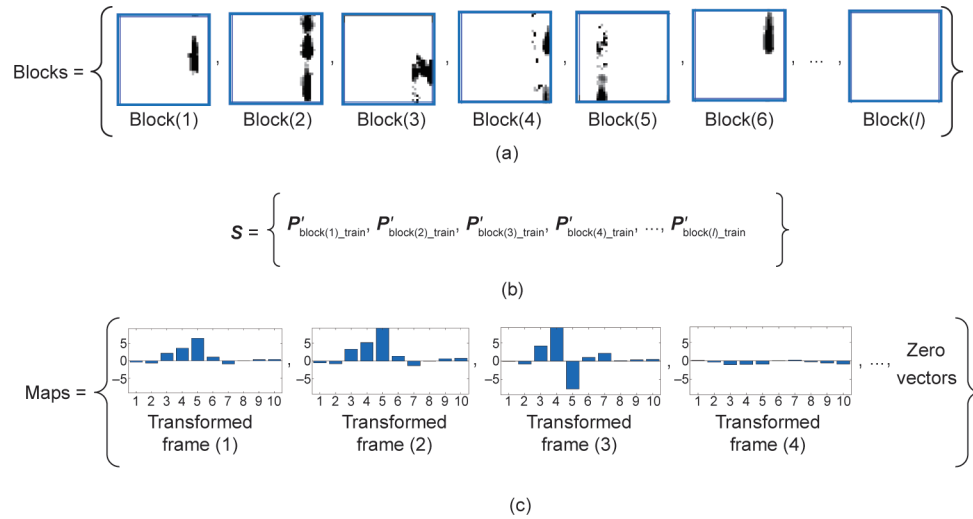 Blocks = { , , , , , , ..., }
Block(1) Block(2) Block(3) Block(4) Block(5) Block(6) Block(l)
(a)
S = { P′block(1)_train, P′block(2)_train, P′block(3)_train, P′block(4)_train, ..., P′block(l)_train }
(b)
Maps = { , , , , ..., Zero vectors }
5 5 5 5
0 0 0 0
−5 −5 −5 −5
1 2 3 4 5 6 7 8 9 10 1 2 3 4 5 6 7 8 9 10 1 2 3 4 5 6 7 8 9 10 1 2 3 4 5 6 7 8 9 10
Transformed Transformed Transformed Transformed
frame (1) frame (2) frame (3) frame (4)
(c)